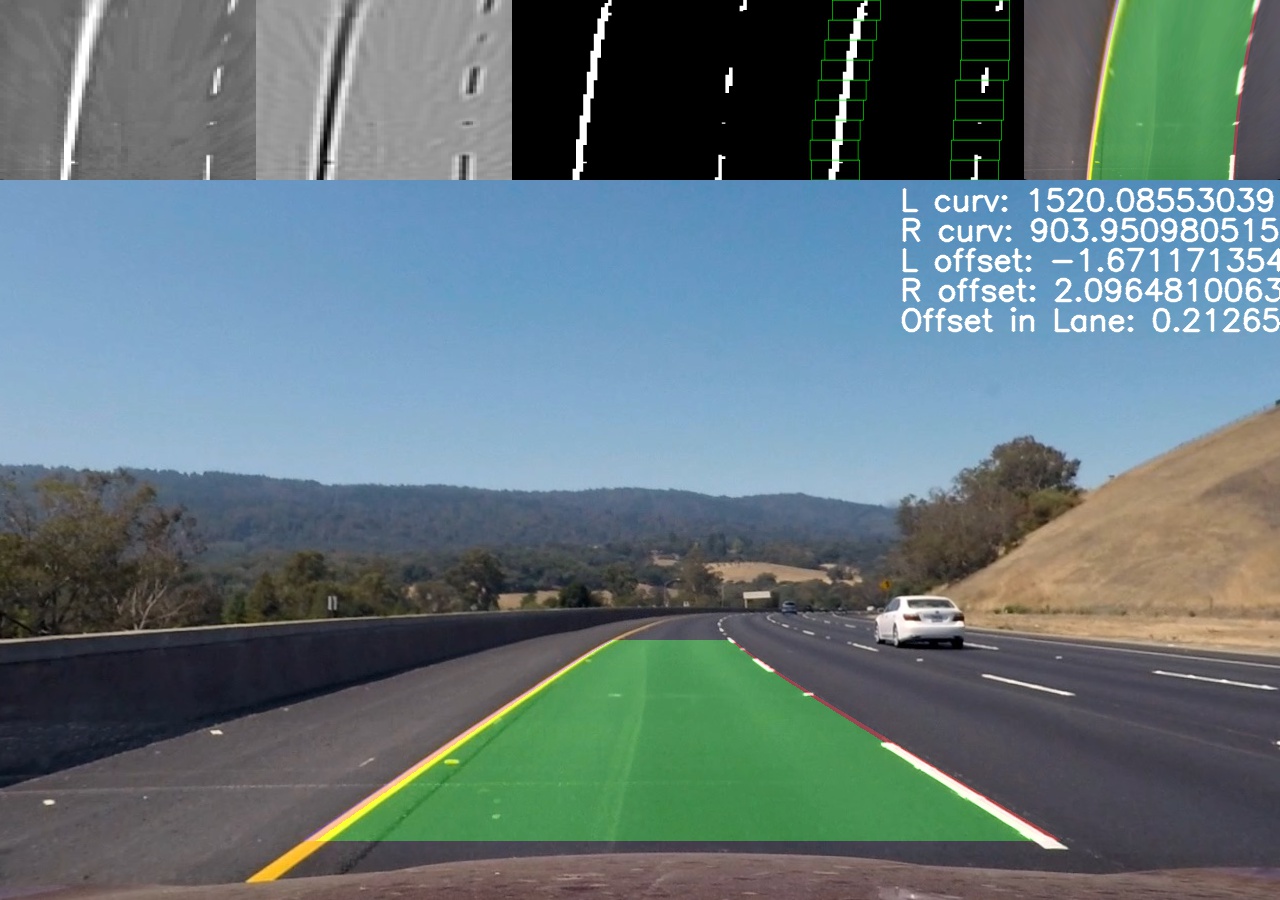 L curv: 1520.08553039
R curv: 903.950980515
L offset: -1.671171354
R offset: 2.0964810063
Offset in Lane: 0.21265